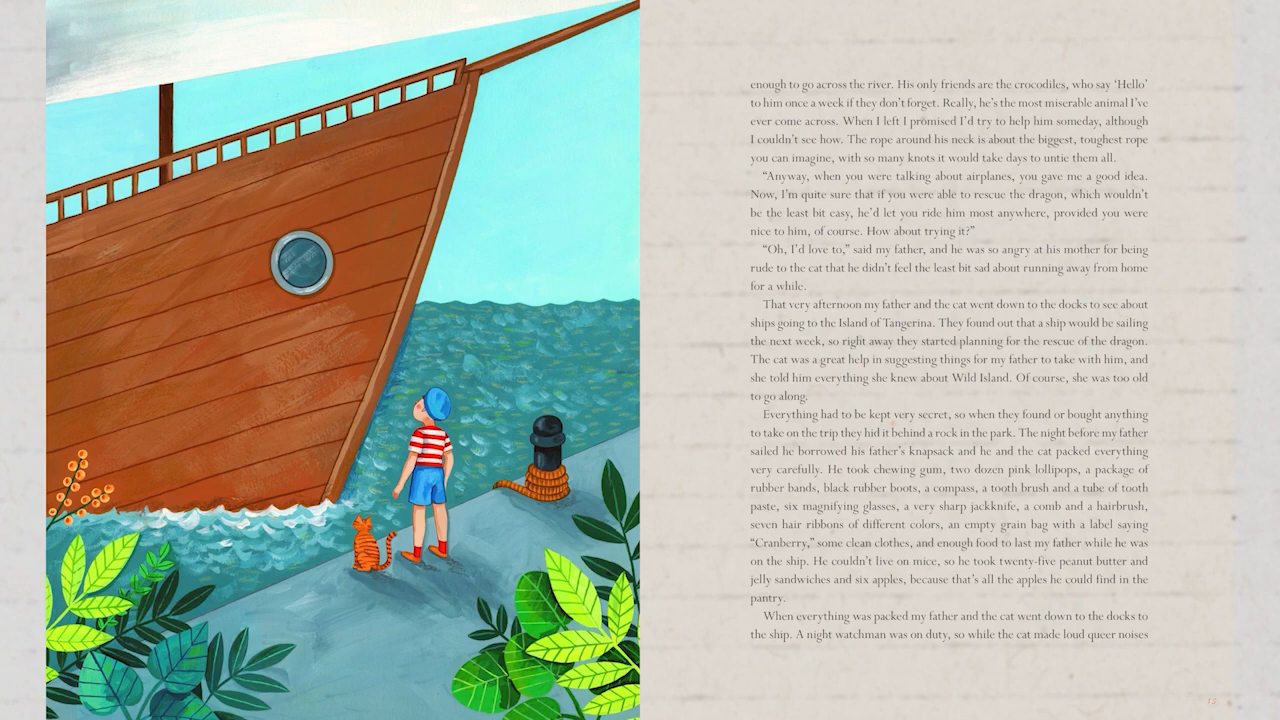 enough to go across the river. His only friends are the crocodiles, who say ‘Hello’
to him once a week if they don’t forget. Really, he’s the most miserable animal I’ve
ever come across. When I left I promised I’d try to help him someday, although
I couldn’t see how. The rope around his neck is about the biggest, toughest rope
you can imagine, with so many knots it would take days to untie them all.
“Anyway, when you were talking about airplanes, you gave me a good idea.
Now, I’m quite sure that if you were able to rescue the dragon, which wouldn’t
be the least bit easy, he’d let you ride him most anywhere, provided you were
nice to him, of course. How about trying it?”
“Oh, I’d love to,” said my father, and he was so angry at his mother for being
rude to the cat that he didn’t feel the least bit sad about running away from home
for a while.
That very afternoon my father and the cat went down to the docks to see about
ships going to the Island of Tangerina. They found out that a ship would be sailing
the next week, so right away they started planning for the rescue of the dragon.
The cat was a great help in suggesting things for my father to take with him, and
she told him everything she knew about Wild Island. Of course, she was too old
to go along.
Everything had to be kept very secret, so when they found or bought anything
to take on the trip they hid it behind a rock in the park. The night before my father
sailed he borrowed his father’s knapsack and he and the cat packed everything
very carefully. He took chewing gum, two dozen pink lollipops, a package of
rubber bands, black rubber boots, a compass, a tooth brush and a tube of tooth
paste, six magnifying glasses, a very sharp jackknife, a comb and a hairbrush,
seven hair ribbons of different colors, an empty grain bag with a label saying
“Cranberry,” some clean clothes, and enough food to last my father while he was
on the ship. He couldn’t live on mice, so he took twenty-five peanut butter and
jelly sandwiches and six apples, because that’s all the apples he could find in the
pantry.
When everything was packed my father and the cat went down to the docks to
the ship. A night watchman was on duty, so while the cat made loud queer noises
15